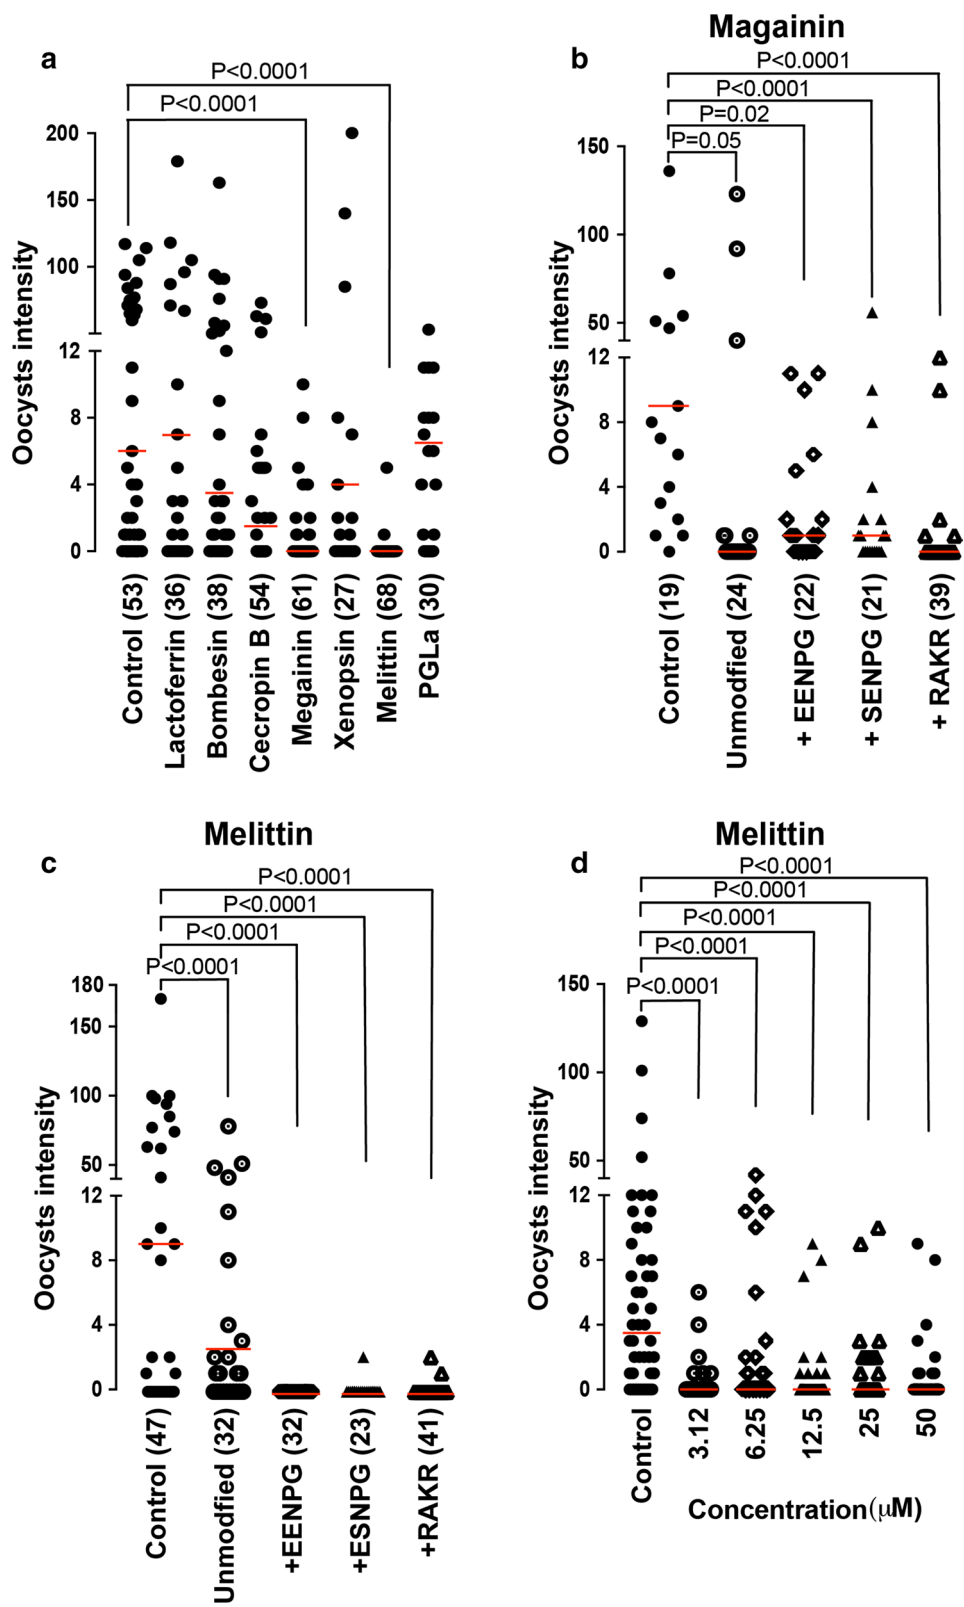 a
P<0.0001
P<0.0001
Oocysts intensity
200
150
100
12
8
4
0
Control (53)
Lactoferrin (36)
Bombesin (38)
Cecropin B (54)
Megainin (61)
Xenopsin (27)
Melittin (68)
PGLa (30)
Magainin
b
P<0.0001
P<0.0001
P=0.02
P=0.05
Oocysts intensity
150
100
50
12
8
4
0
Control (19)
Unmodfied (24)
+ EENPG (22)
+ SENPG (21)
+ RAKR (39)
Melittin
c
P<0.0001
P<0.0001
P<0.0001
P<0.0001
Oocysts intensity
180
150
100
50
12
8
4
0
Control (47)
Unmodfied (32)
+EENPG (32)
+ESNPG (23)
+RAKR (41)
Melittin
d
P<0.0001
P<0.0001
P<0.0001
P<0.0001
P<0.0001
Oocysts intensity
150
100
50
12
8
4
0
Control
3.12
6.25
12.5
25
50
Concentration(μM)